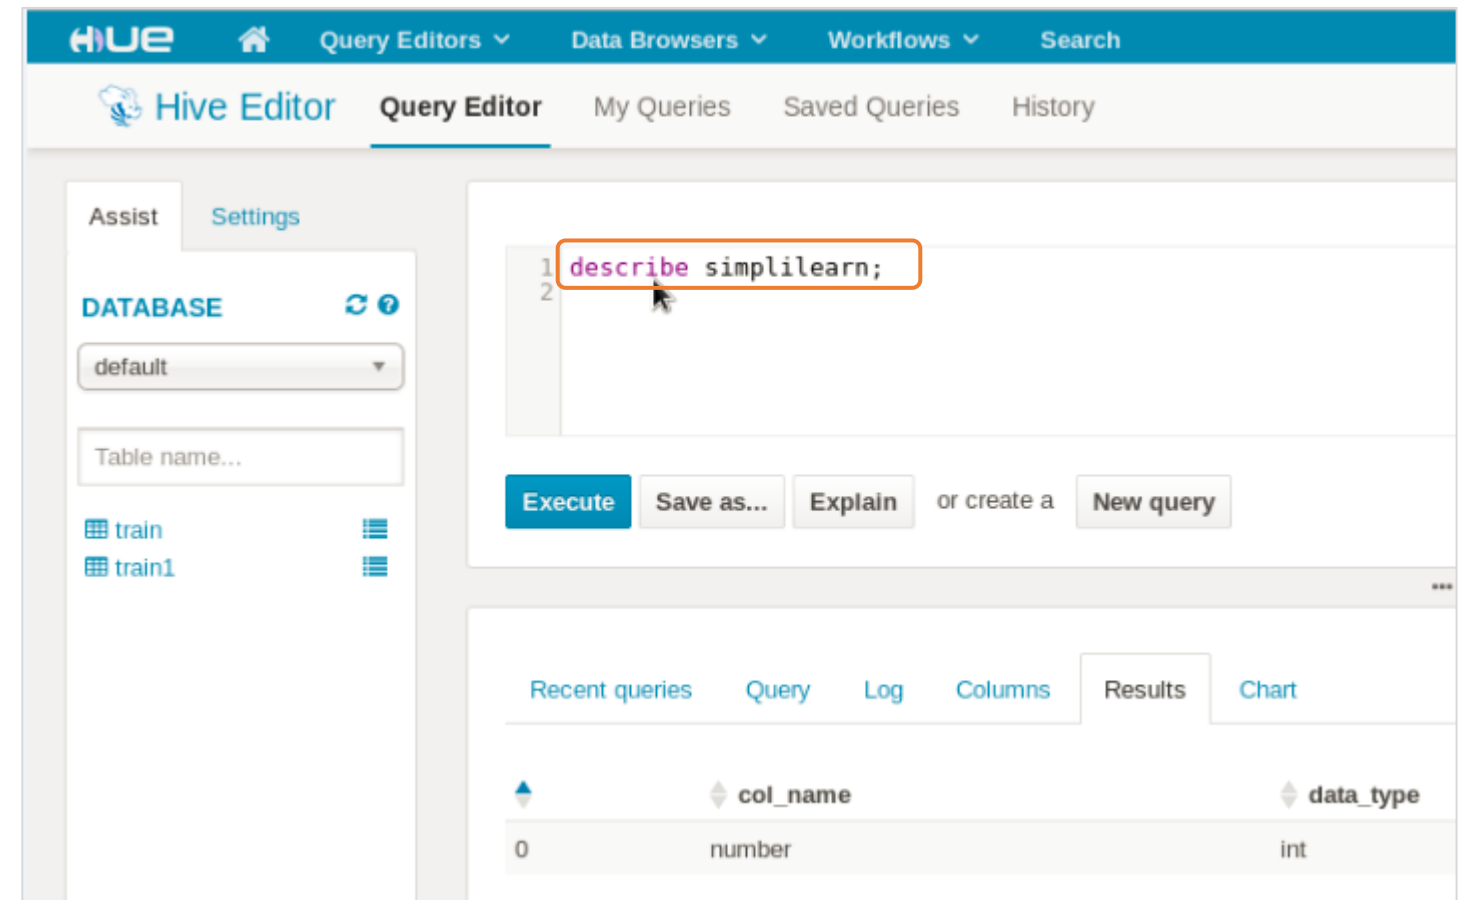 HUE Query Editors Data Browsers Workflows Search
Hive Editor Query Editor My Queries Saved Queries History
Assist Settings
DATABASE
default
Table name...
train
train1
1 describe simplilearn;
2
Execute Save as... Explain or create a New query
Recent queries Query Log Columns Results Chart
col_name data_type
0 number int